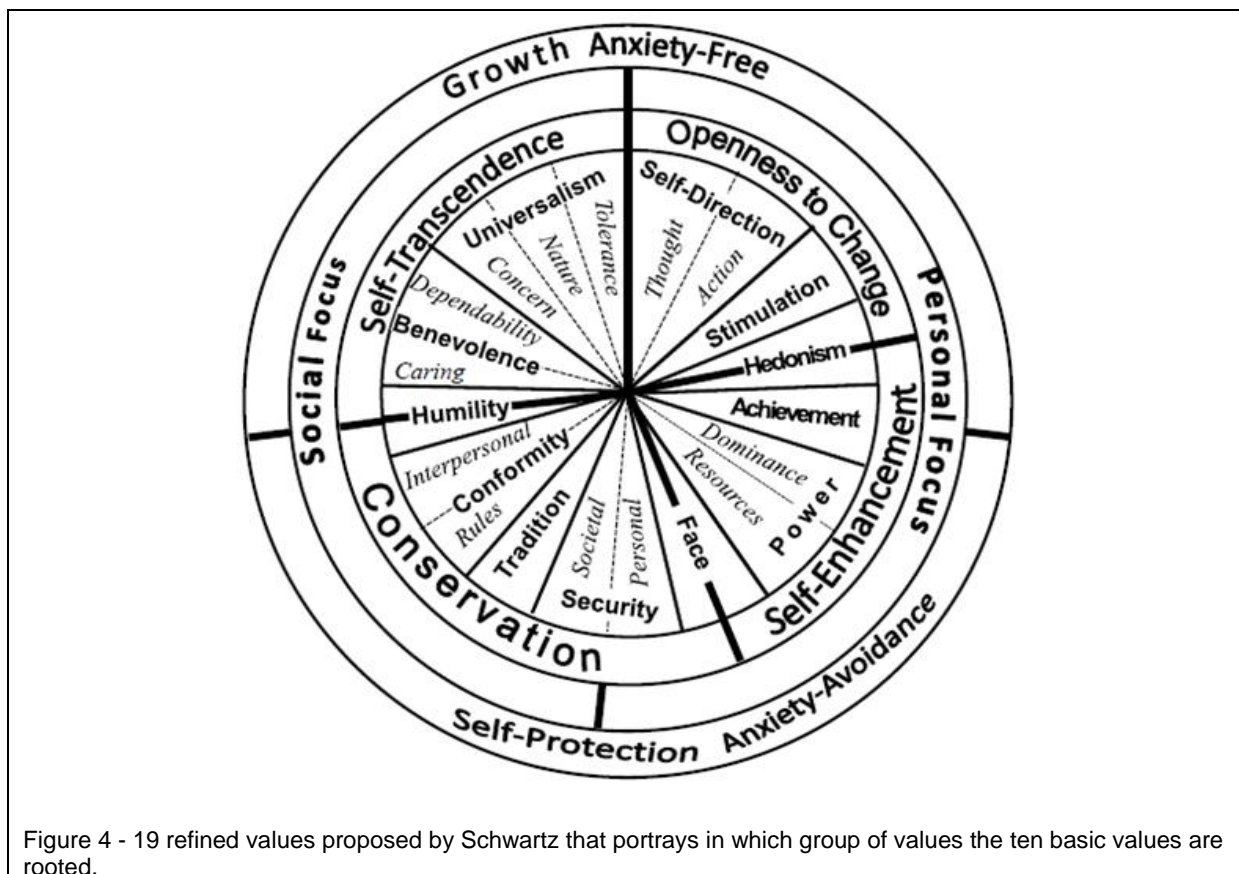 Growth Anxiety-Free
Social Focus
Personal Focus
Self-Transcendence
Openness to Change
Universalism
Tolerance
Nature
Concern
Self-Direction
Thought
Action
Stimulation
Hedonism
Dependability
Benevolence
Caring
Humility
Achievement
Dominance
Resources
Power
Interpersonal
Conformity
Rules
Tradition
Societal
Personal
Security
Face
Conservation
Self-Enhancement
Self-Protection Anxiety-Avoidance
Figure 4 - 19 refined values proposed by Schwartz that portrays in which group of values the ten basic values are
rooted.